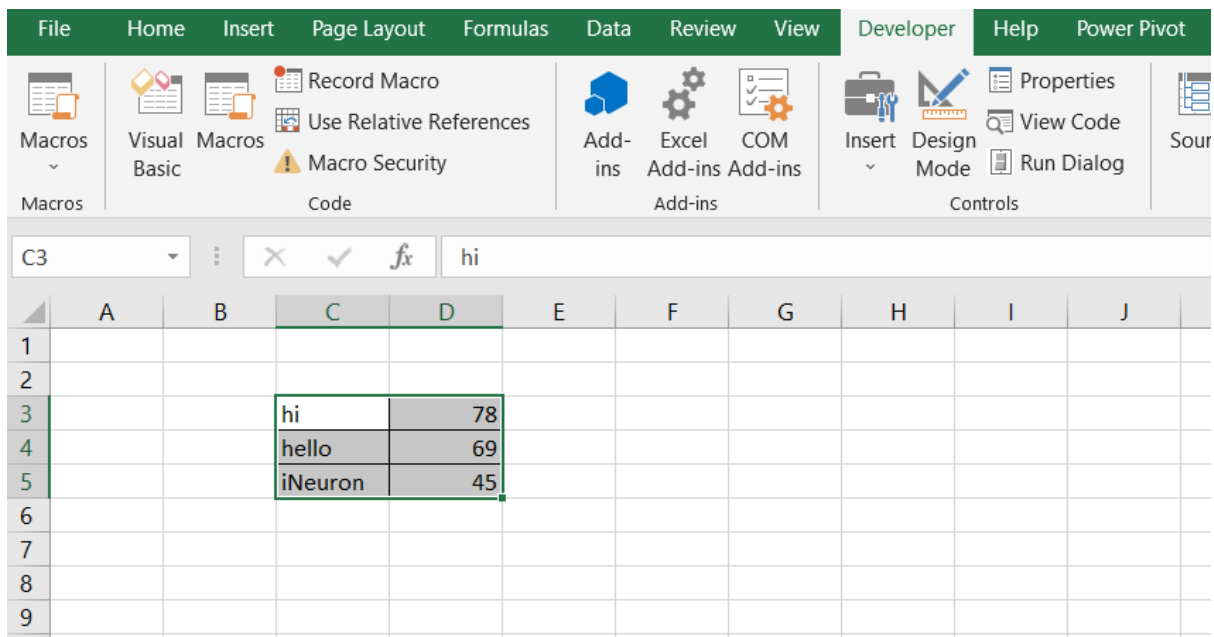 File Home Insert Page Layout Formulas Data Review View Developer Help Power Pivot
Record Macro
Use Relative References
Macro Security
Macros
Visual Basic
Macros
Add-ins
Excel Add-ins
COM Add-ins
Insert
Design Mode
Properties
View Code
Run Dialog
Macros Code Add-ins Controls
C3 fx hi
A B C D E F G H I J
1
2
3 hi 78
4 hello 69
5 iNeuron 45
6
7
8
9